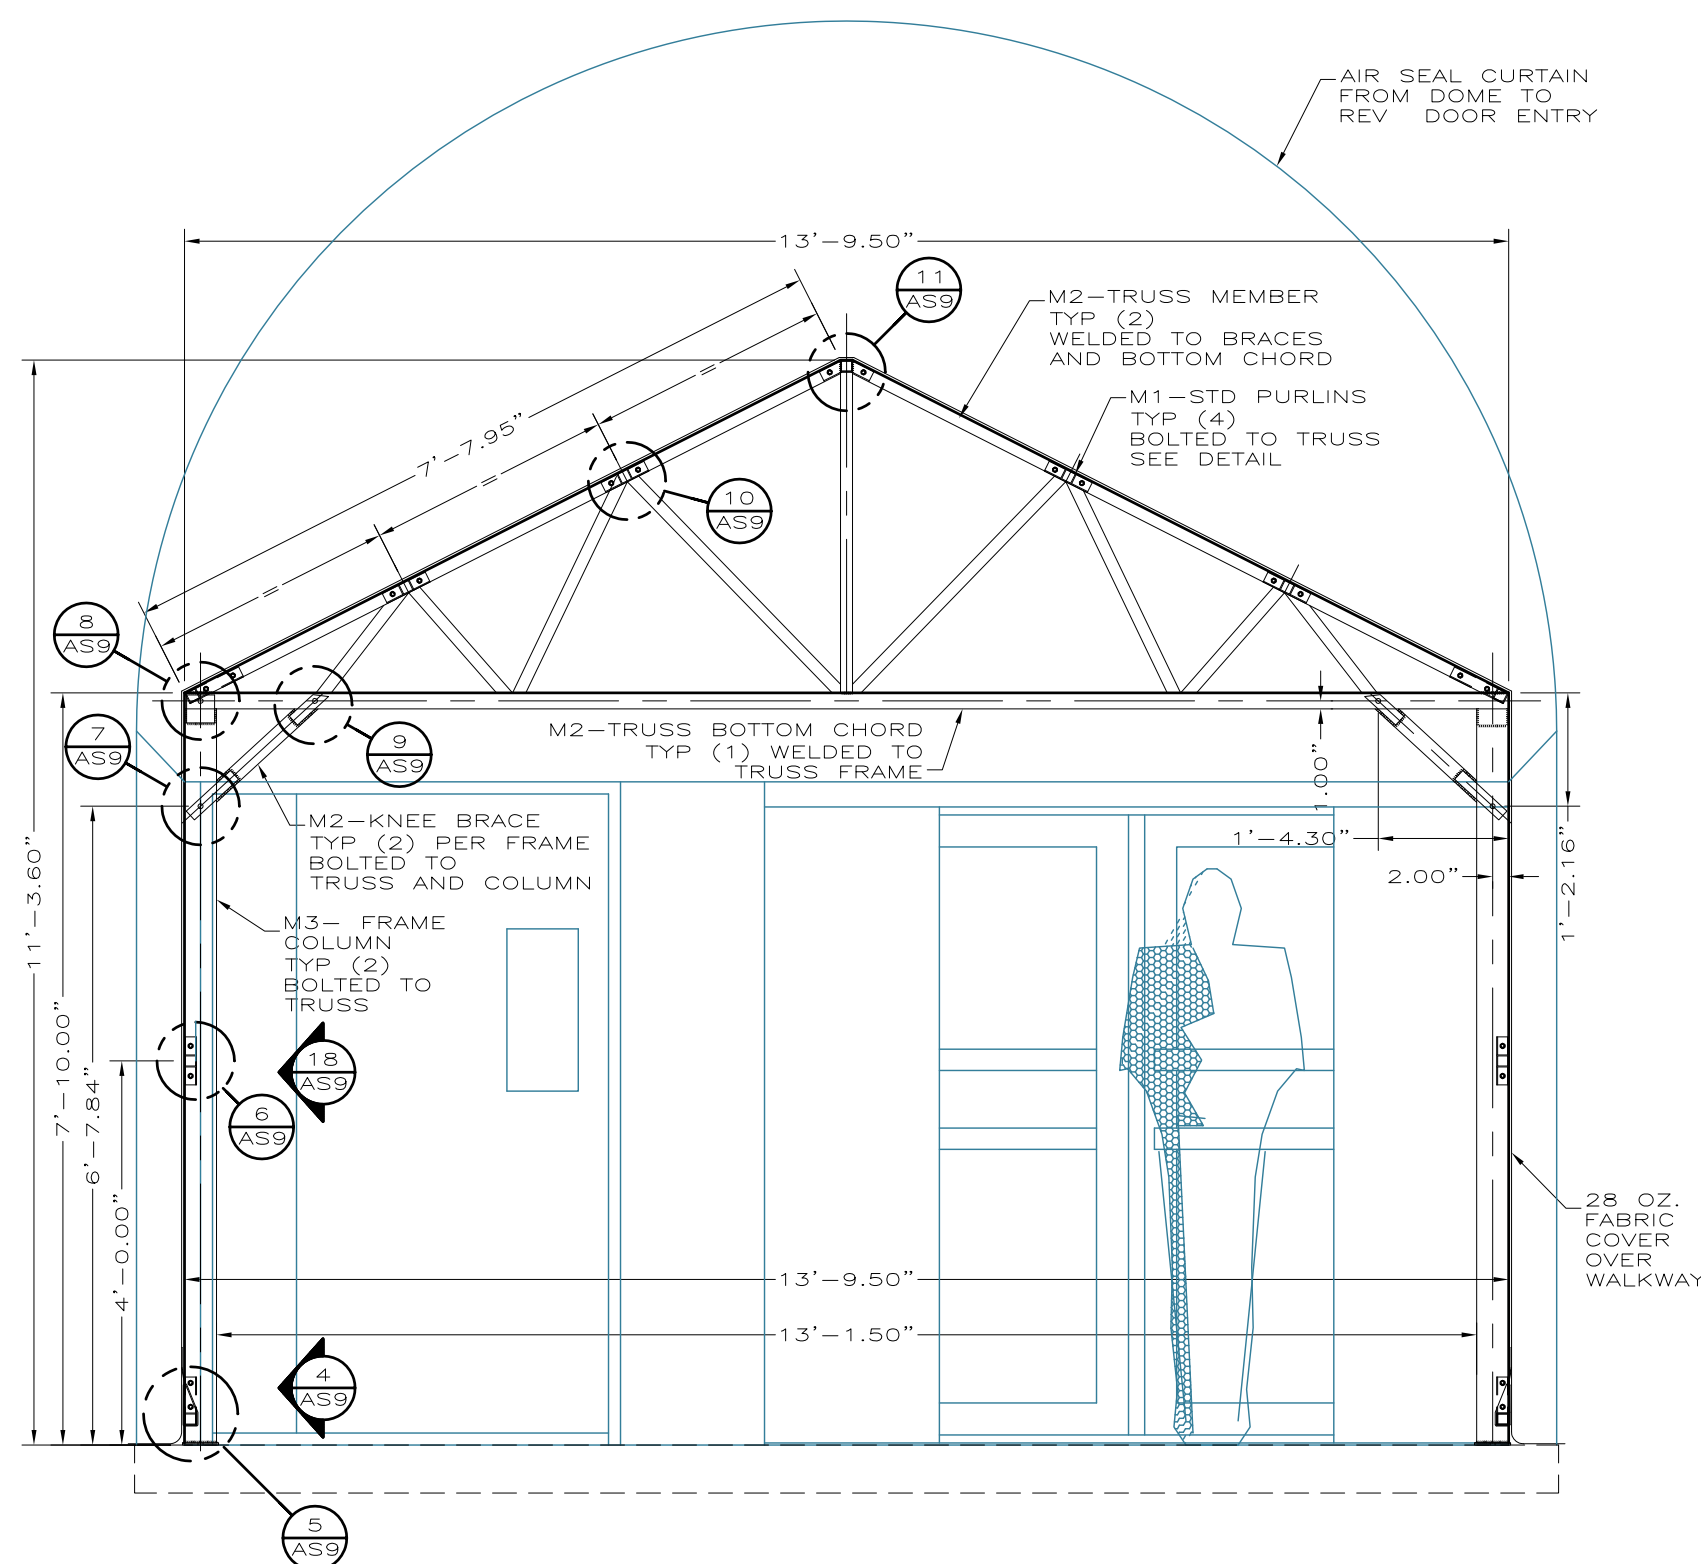 AIR SEAL CURTAIN
FROM DOME TO
REV DOOR ENTRY
13'-9.50"
11
AS9
M2-TRUSS MEMBER
TYP (2)
WELDED TO BRACES
AND BOTTOM CHORD
M1-STD PURLINS
TYP (4)
BOLTED TO TRUSS
SEE DETAIL
7'-7.95"
=
=
=
10
AS9
8
AS9
7
AS9
9
AS9
M2-TRUSS BOTTOM CHORD
TYP (1) WELDED TO
TRUSS FRAME
1.00"
M2-KNEE BRACE
TYP (2) PER FRAME
BOLTED TO
TRUSS AND COLUMN
1'-4.30"
2.00"
1'-2.16"
11'-3.60"
M3- FRAME
COLUMN
TYP (2)
BOLTED TO
TRUSS
7'-10.00"
6'-7.84"
4'-0.00"
18
AS9
6
AS9
28 OZ.
FABRIC
COVER
OVER
WALKWAY
13'-9.50"
13'-1.50"
4
AS9
5
AS9